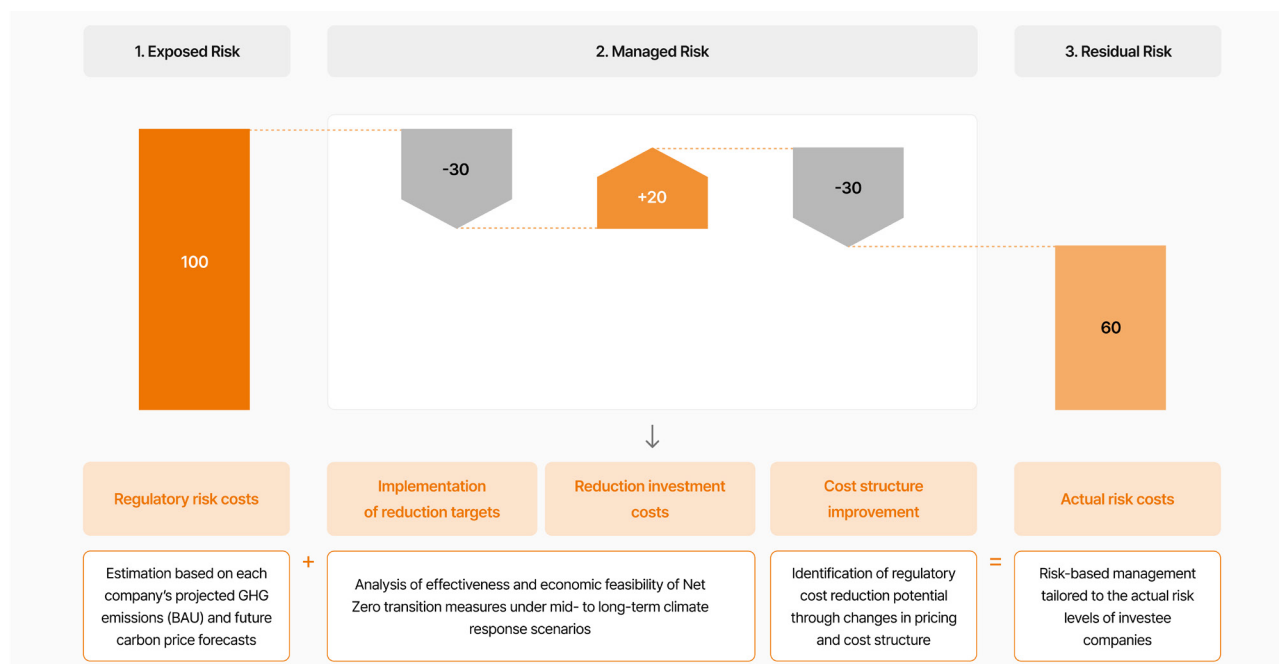 1. Exposed Risk
2. Managed Risk
3. Residual Risk
100
-30
+20
-30
60
Regulatory risk costs
Implementation
of reduction targets
Reduction investment
costs
Cost structure
improvement
Actual risk costs
Estimation based on each
company's projected GHG
emissions (BAU) and future
carbon price forecasts
+
Analysis of effectiveness and economic feasibility of Net
Zero transition measures under mid- to long-term climate
response scenarios
Identification of regulatory
cost reduction potential
through changes in pricing
and cost structure
=
Risk-based management
tailored to the actual risk
levels of investee
companies